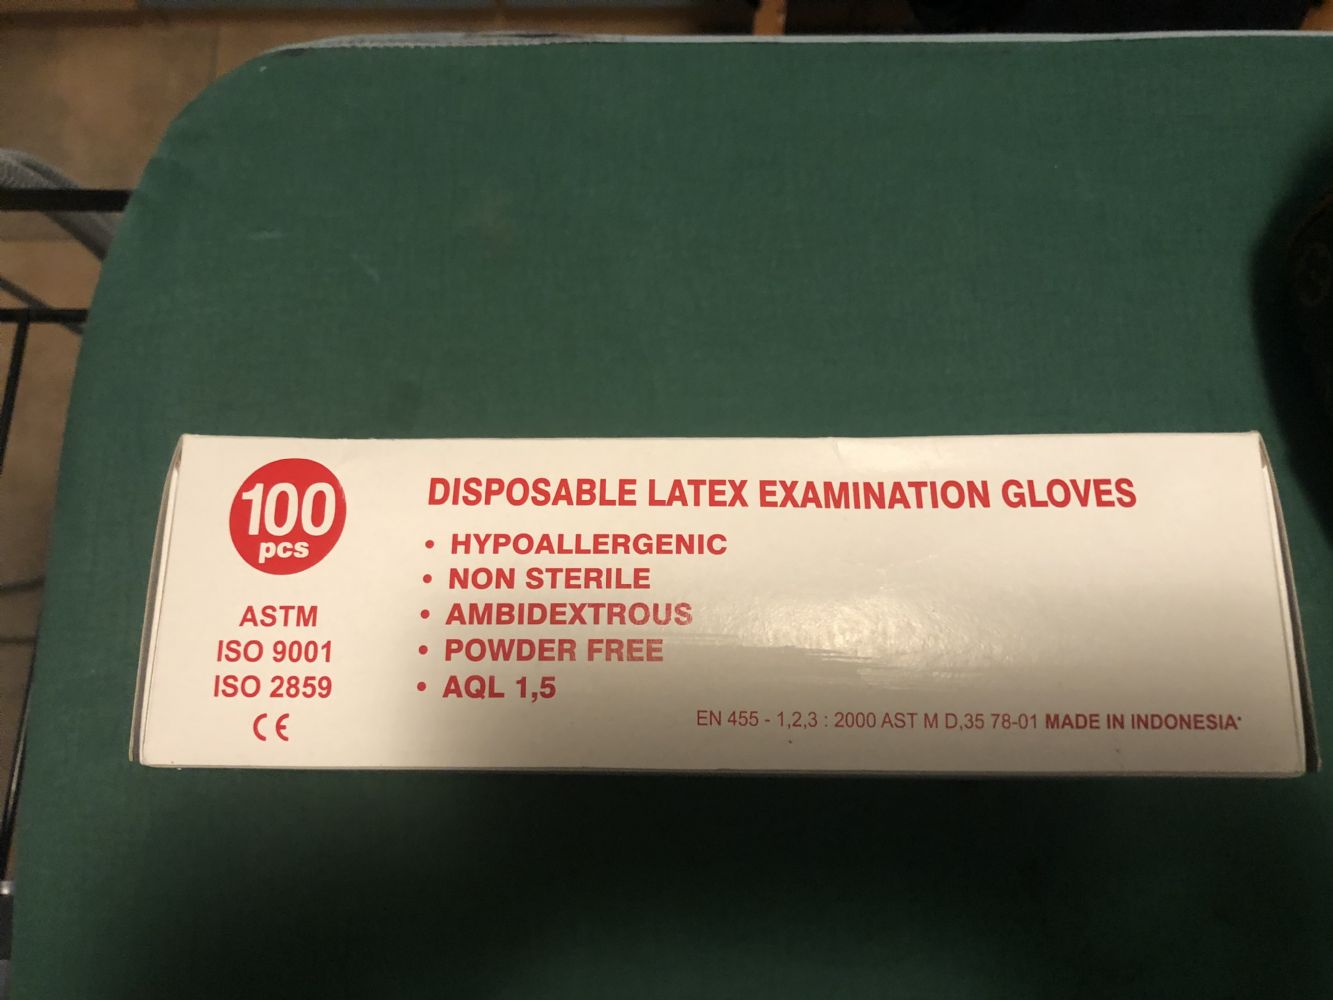 100
pcs
ASTM
ISO 9001
ISO 2859
CE
DISPOSABLE LATEX EXAMINATION GLOVES
• HYPOALLERGENIC
• NON STERILE
• AMBIDEXTROUS
• POWDER FREE
• AQL 1,5
EN 455 - 1,2,3 : 2000 AST M D,35 78-01 MADE IN INDONESIA*